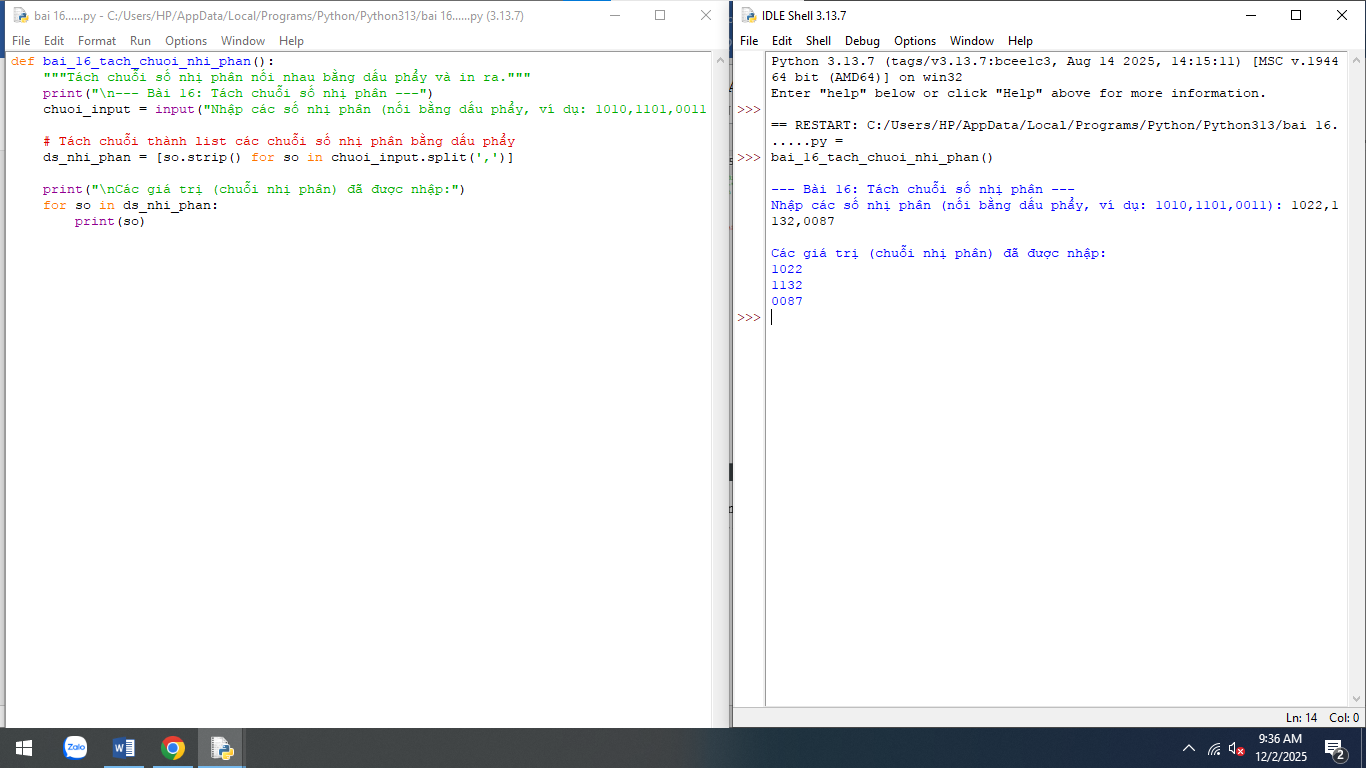 bai 16......py - C:/Users/HP/AppData/Local/Programs/Python/Python313/bai 16......py (3.13.7)
File Edit Format Run Options Window Help
def bai_16_tach_chuoi_nhi_phan():
"""Tách chuỗi số nhị phân nối nhau bằng dấu phẩy và in ra."""
print("\n--- Bài 16: Tách chuỗi số nhị phân ---")
chuoi_input = input("Nhập các số nhị phân (nối bằng dấu phẩy, ví dụ: 1010,1101,0011
# Tách chuỗi thành list các chuỗi số nhị phân bằng dấu phẩy
ds_nhi_phan = [so.strip() for so in chuoi_input.split(',')]
print("\nCác giá trị (chuỗi nhị phân) đã được nhập:")
for so in ds_nhi_phan:
print(so)
IDLE Shell 3.13.7
File Edit Shell Debug Options Window Help
Python 3.13.7 (tags/v3.13.7:bcee1c3, Aug 14 2025, 14:15:11) [MSC v.1944
64 bit (AMD64)] on win32
Enter "help" below or click "Help" above for more information.
>>>
== RESTART: C:/Users/HP/AppData/Local/Programs/Python/Python313/bai 16.
.....py =
>>> bai_16_tach_chuoi_nhi_phan()
--- Bài 16: Tách chuỗi số nhị phân ---
Nhập các số nhị phân (nối bằng dấu phẩy, ví dụ: 1010,1101,0011): 1022,1
132,0087
Các giá trị (chuỗi nhị phân) đã được nhập:
1022
1132
0087
>>>
Ln: 14 Col: 0
Zalo
9:36 AM
12/2/2025
2